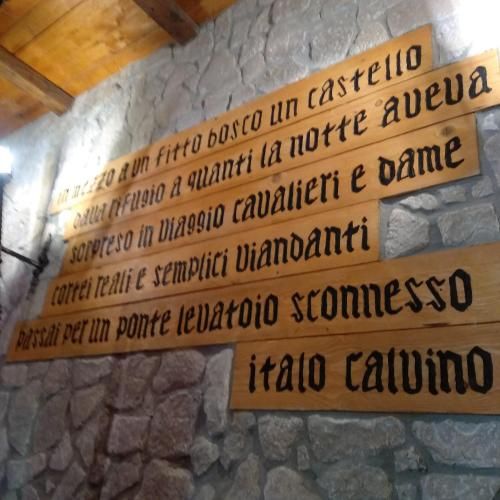 in mezzo a un fitto bosco un castello
dava rifugio a quanti la notte aveva
sorpreso in viaggio cavalieri e dame
cortei reali e semplici viandanti
passai per un ponte levatoio sconnesso
italo calvino